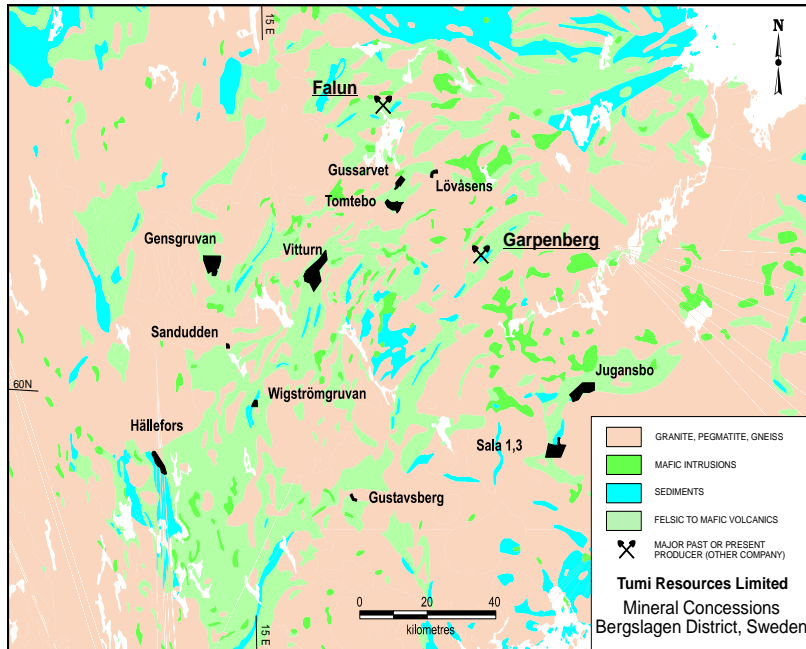 15 E
N
Falun
Gussarvet
Lövåsens
Tomtebo
Garpenberg
Gensgruvan
Vitturn
Sandudden
Jugansbo
60N
Wigströmgruvan
Hällefors
Sala 1,3
Gustavsberg
GRANITE, PEGMATITE, GNEISS
MAFIC INTRUSIONS
SEDIMENTS
FELSIC TO MAFIC VOLCANICS
MAJOR PAST OR PRESENT
PRODUCER (OTHER COMPANY)
Tumi Resources Limited
Mineral Concessions
Bergslagen District, Sweden
0 20 40
kilometres
15 E